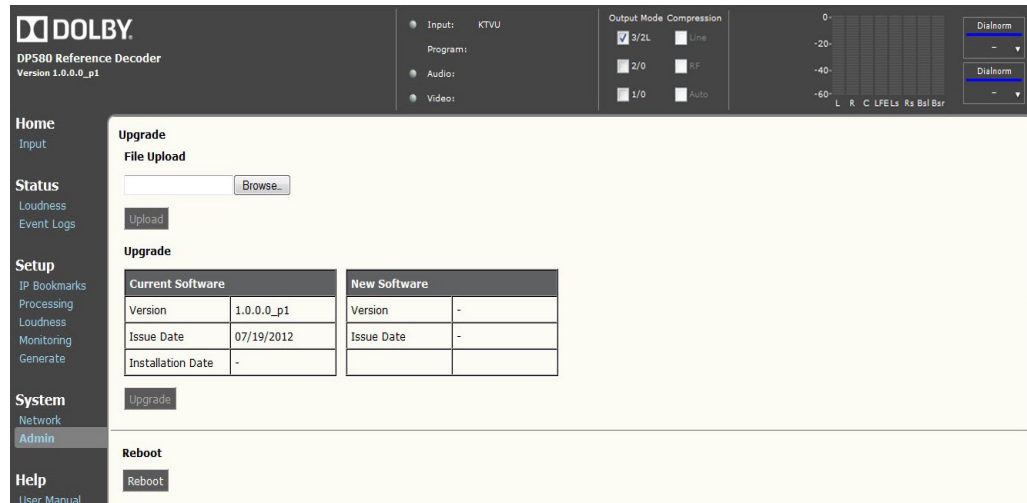 DOLBY.
DP580 Reference Decoder
Version 1.0.0.0_p1
Input: KTVU
Program:
Audio:
Video:
Output Mode Compression
3/2L Line
2/0 RF
1/0 Auto
0-
-20-
-40-
-60-
L R C LFE Ls Rs Bsl Bsr
Dialnorm
-
Dialnorm
-
Home
Input
Status
Loudness
Event Logs
Setup
IP Bookmarks
Processing
Loudness
Monitoring
Generate
System
Network
Admin
Help
User Manual
Upgrade
File Upload
Browse...
Upload
Upgrade
Current Software
Version 1.0.0.0_p1
Issue Date 07/19/2012
Installation Date -
New Software
Version -
Issue Date -
Upgrade
Reboot
Reboot